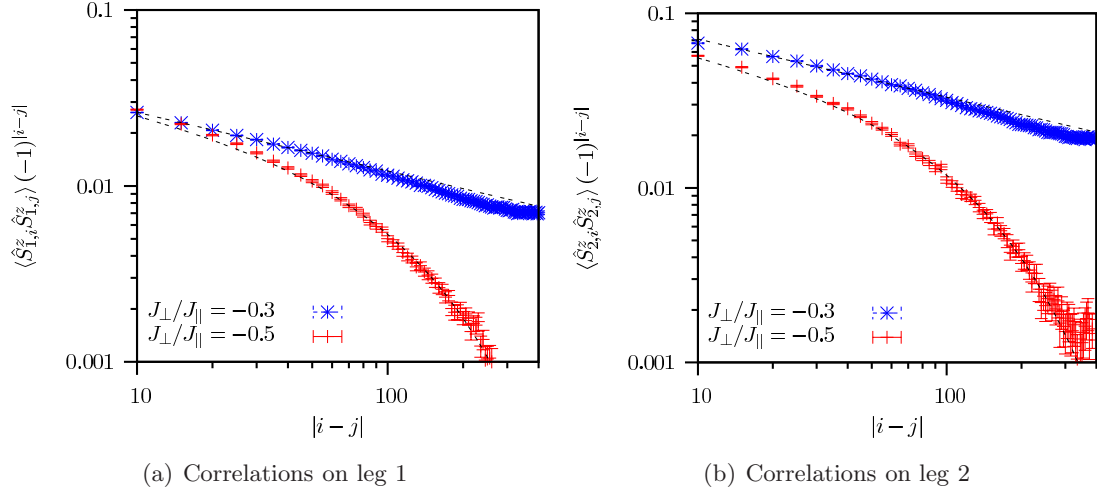 0.1
0.01
0.001
10
100
|i − j|
⟨Ŝ^z_{1,i} Ŝ^z_{1,j}⟩ (−1)^{|i−j|}
J⊥/J∥ = −0.3
J⊥/J∥ = −0.5
(a) Correlations on leg 1
0.1
0.01
0.001
10
100
|i − j|
⟨Ŝ^z_{2,i} Ŝ^z_{2,j}⟩ (−1)^{|i−j|}
J⊥/J∥ = −0.3
J⊥/J∥ = −0.5
(b) Correlations on leg 2